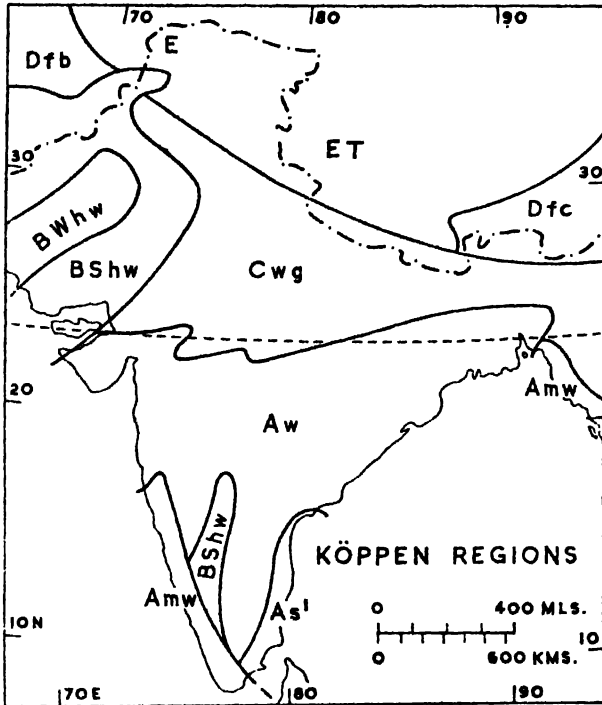 70
80
90
Dfb
E
ET
30
30
Dfc
BWhw
BShw
Cwg
Amw
20
Aw
BShw
KÖPPEN REGIONS
Amw
As'
0 400 MLS.
0 600 KMS.
10N
10
70E
80
90